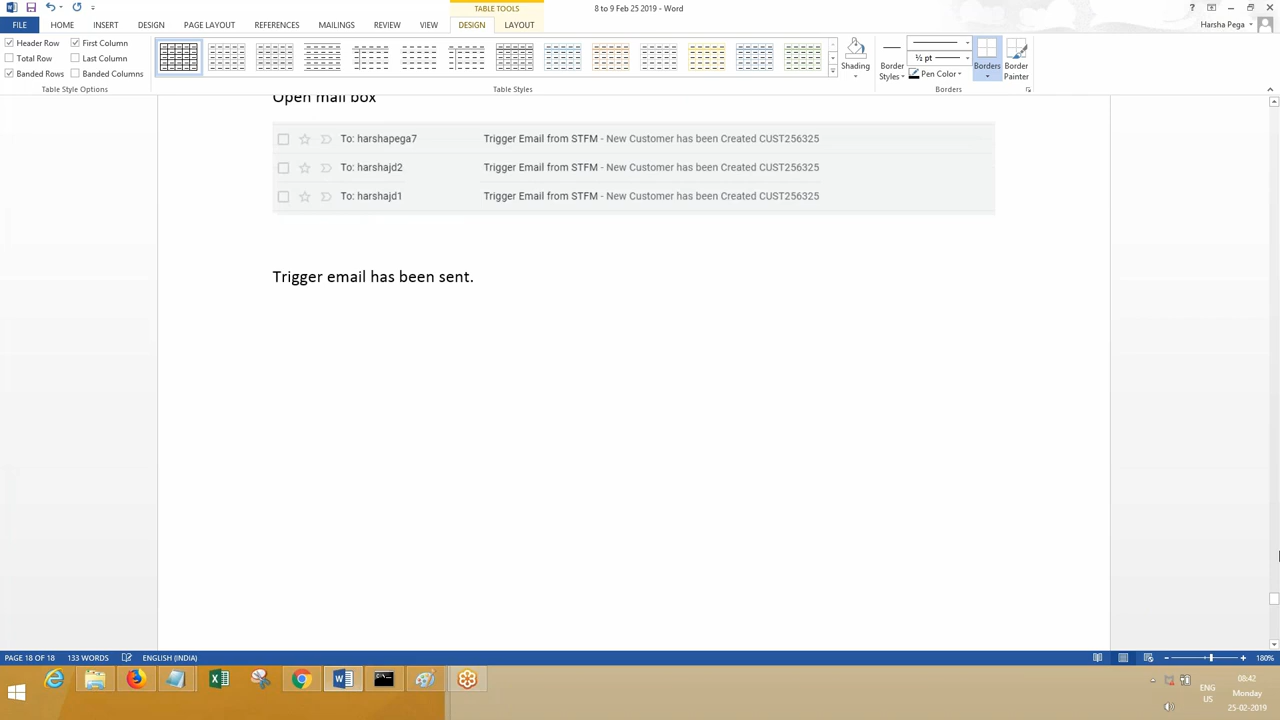 TABLE TOOLS
8 to 9 Feb 25 2019 - Word
FILE HOME INSERT DESIGN PAGE LAYOUT REFERENCES MAILINGS REVIEW VIEW DESIGN LAYOUT
Harsha Pega
Header Row First Column
Total Row Last Column
Banded Rows Banded Columns
Table Style Options
Table Styles
Shading
Border Styles
½ pt
Pen Color
Borders
Border Painter
Borders
Open mail box
To: harshapega7 Trigger Email from STFM - New Customer has been Created CUST256325
To: harshajd2 Trigger Email from STFM - New Customer has been Created CUST256325
To: harshajd1 Trigger Email from STFM - New Customer has been Created CUST256325
Trigger email has been sent.
PAGE 18 OF 18 133 WORDS ENGLISH (INDIA) 180%
ENG
US
08:42
Monday
25-02-2019